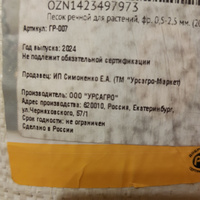 OZN1423497973
Песок речной для растений, фр. 0,5-2,5 мм, (20
Артикул: ГР-007
Год выпуска: 2024
Не подлежит обязательной сертификации
Продавец: ИП Симоненко Е.А. (ТМ "Урсагро-Маркет)
Производитель: ООО "УРСАГРО"
Адрес производства: 620010, Россия, Екатеринбург,
ул.Черняховского, 57/1
Срок годности: не ограничен
Сделано в России